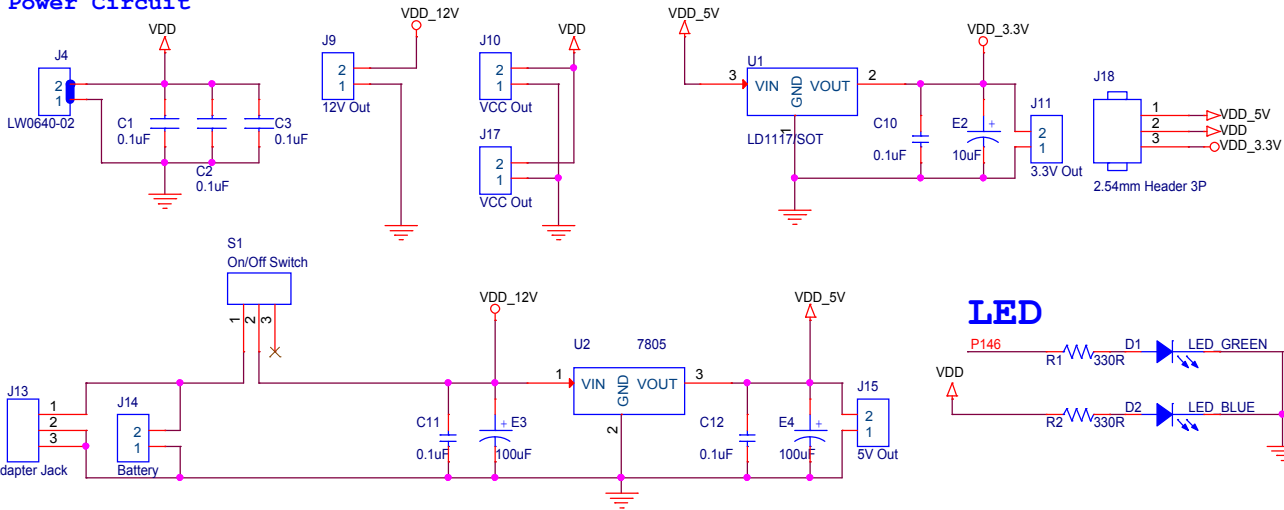 Power Circuit
J4
2
1
LW0640-02
VDD
C1
0.1uF
C2
0.1uF
C3
0.1uF
VDD_12V
J9
2
1
12V Out
J10
2
1
VCC Out
VDD
J17
2
1
VCC Out
VDD_5V
U1
3
VIN
GND
VOUT
2
1
LD1117/SOT
VDD_3.3V
C10
0.1uF
E2
+
10uF
J11
2
1
3.3V Out
J18
1
2
3
VDD_5V
VDD
VDD_3.3V
2.54mm Header 3P
S1
On/Off Switch
1
2
3
J13
1
2
3
dapter Jack
J14
2
1
Battery
VDD_12V
C11
0.1uF
+
E3
100uF
U2
7805
1
VIN
GND
VOUT
3
2
VDD_5V
C12
0.1uF
E4
+
100uF
J15
2
1
5V Out
LED
P146
R1
330R
D1
LED_GREEN
VDD
R2
330R
D2
LED_BLUE